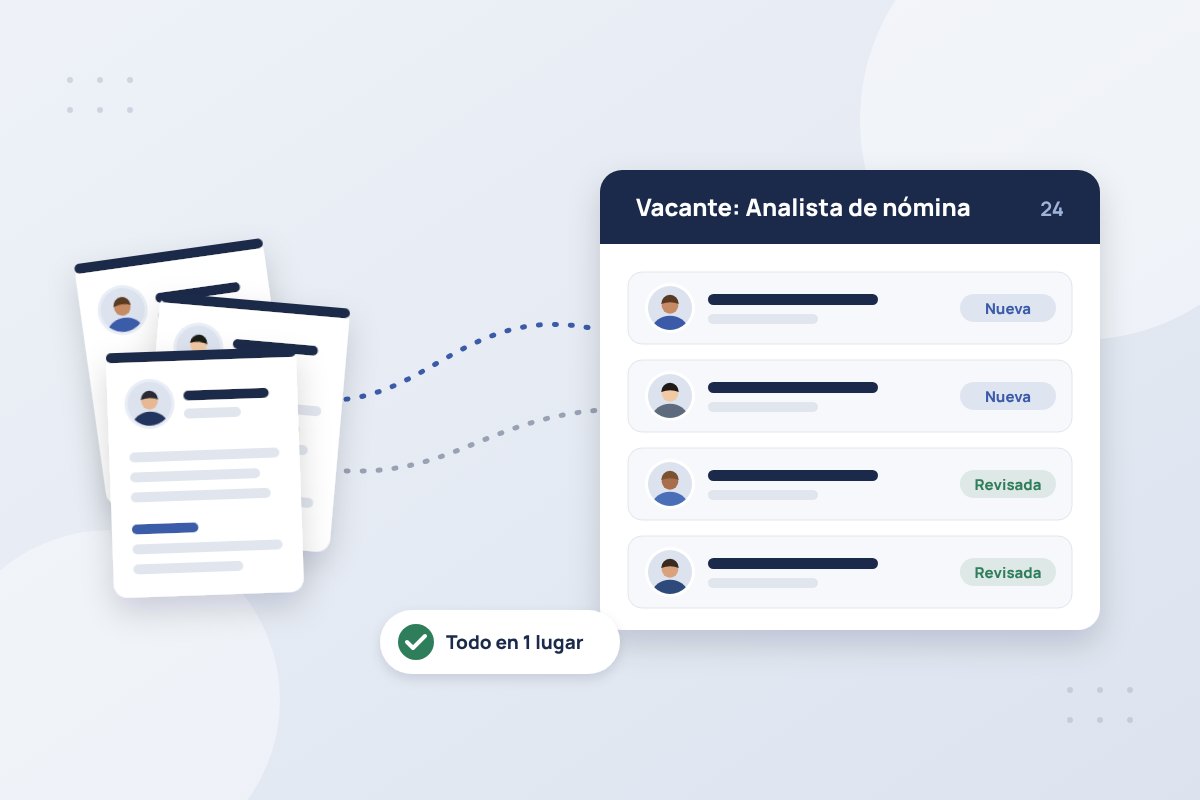 Vacante: Analista de nómina
24
Nueva
Nueva
Revisada
Revisada
Todo en 1 lugar